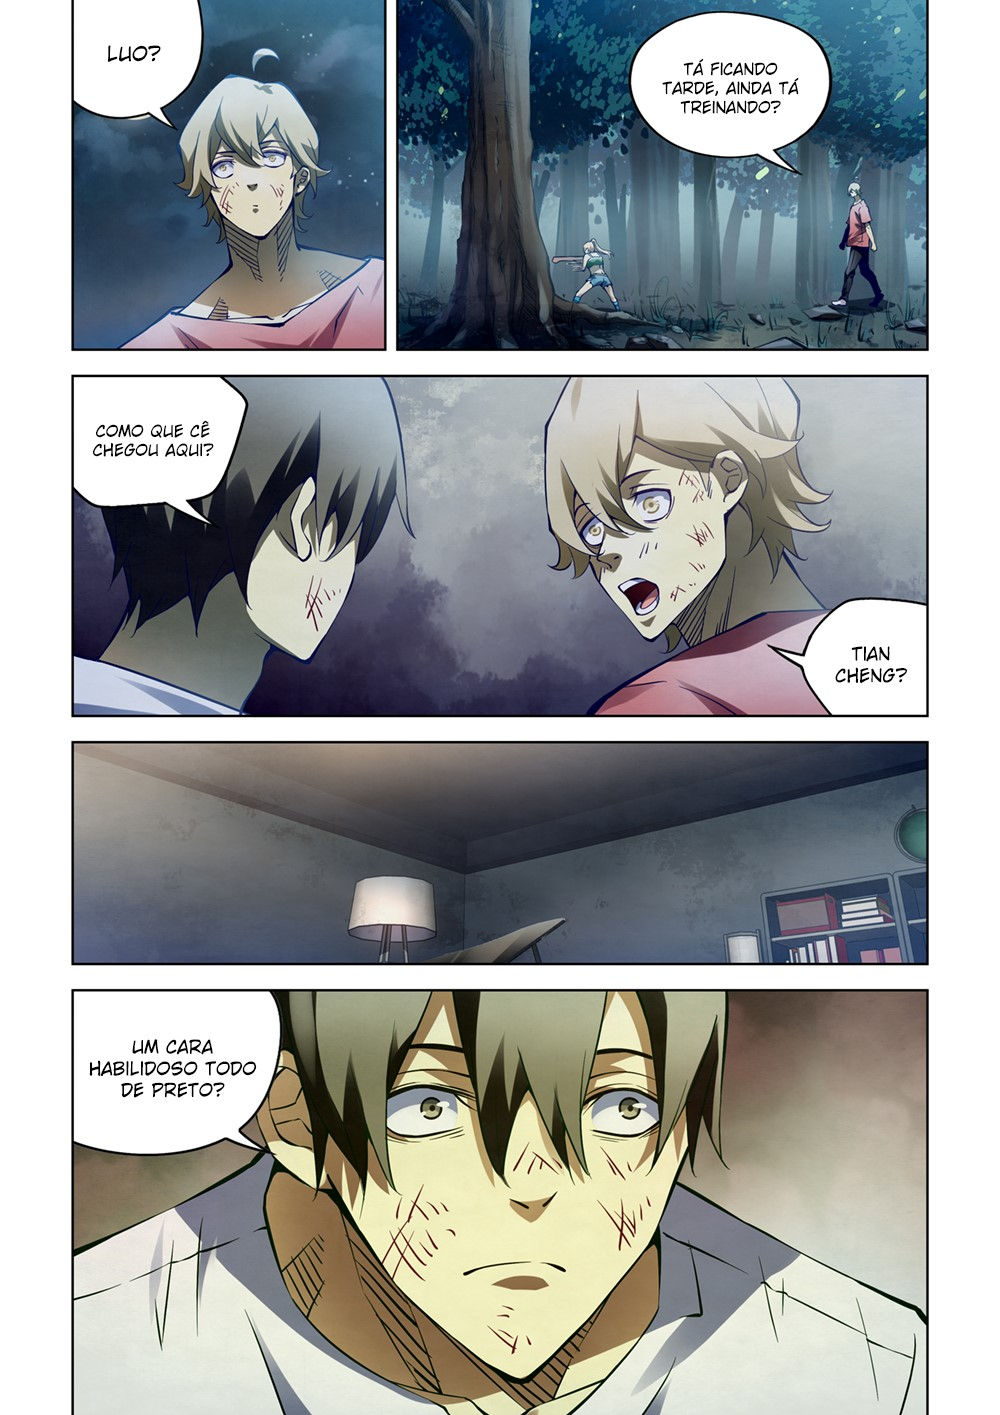 LUO?
TÁ FICANDO
TARDE, AINDA TÁ
TREINANDO?
COMO QUE CÊ
CHEGOU AQUI?
TIAN
CHENG?
UM CARA
HABILIDOSO TODO
DE PRETO?